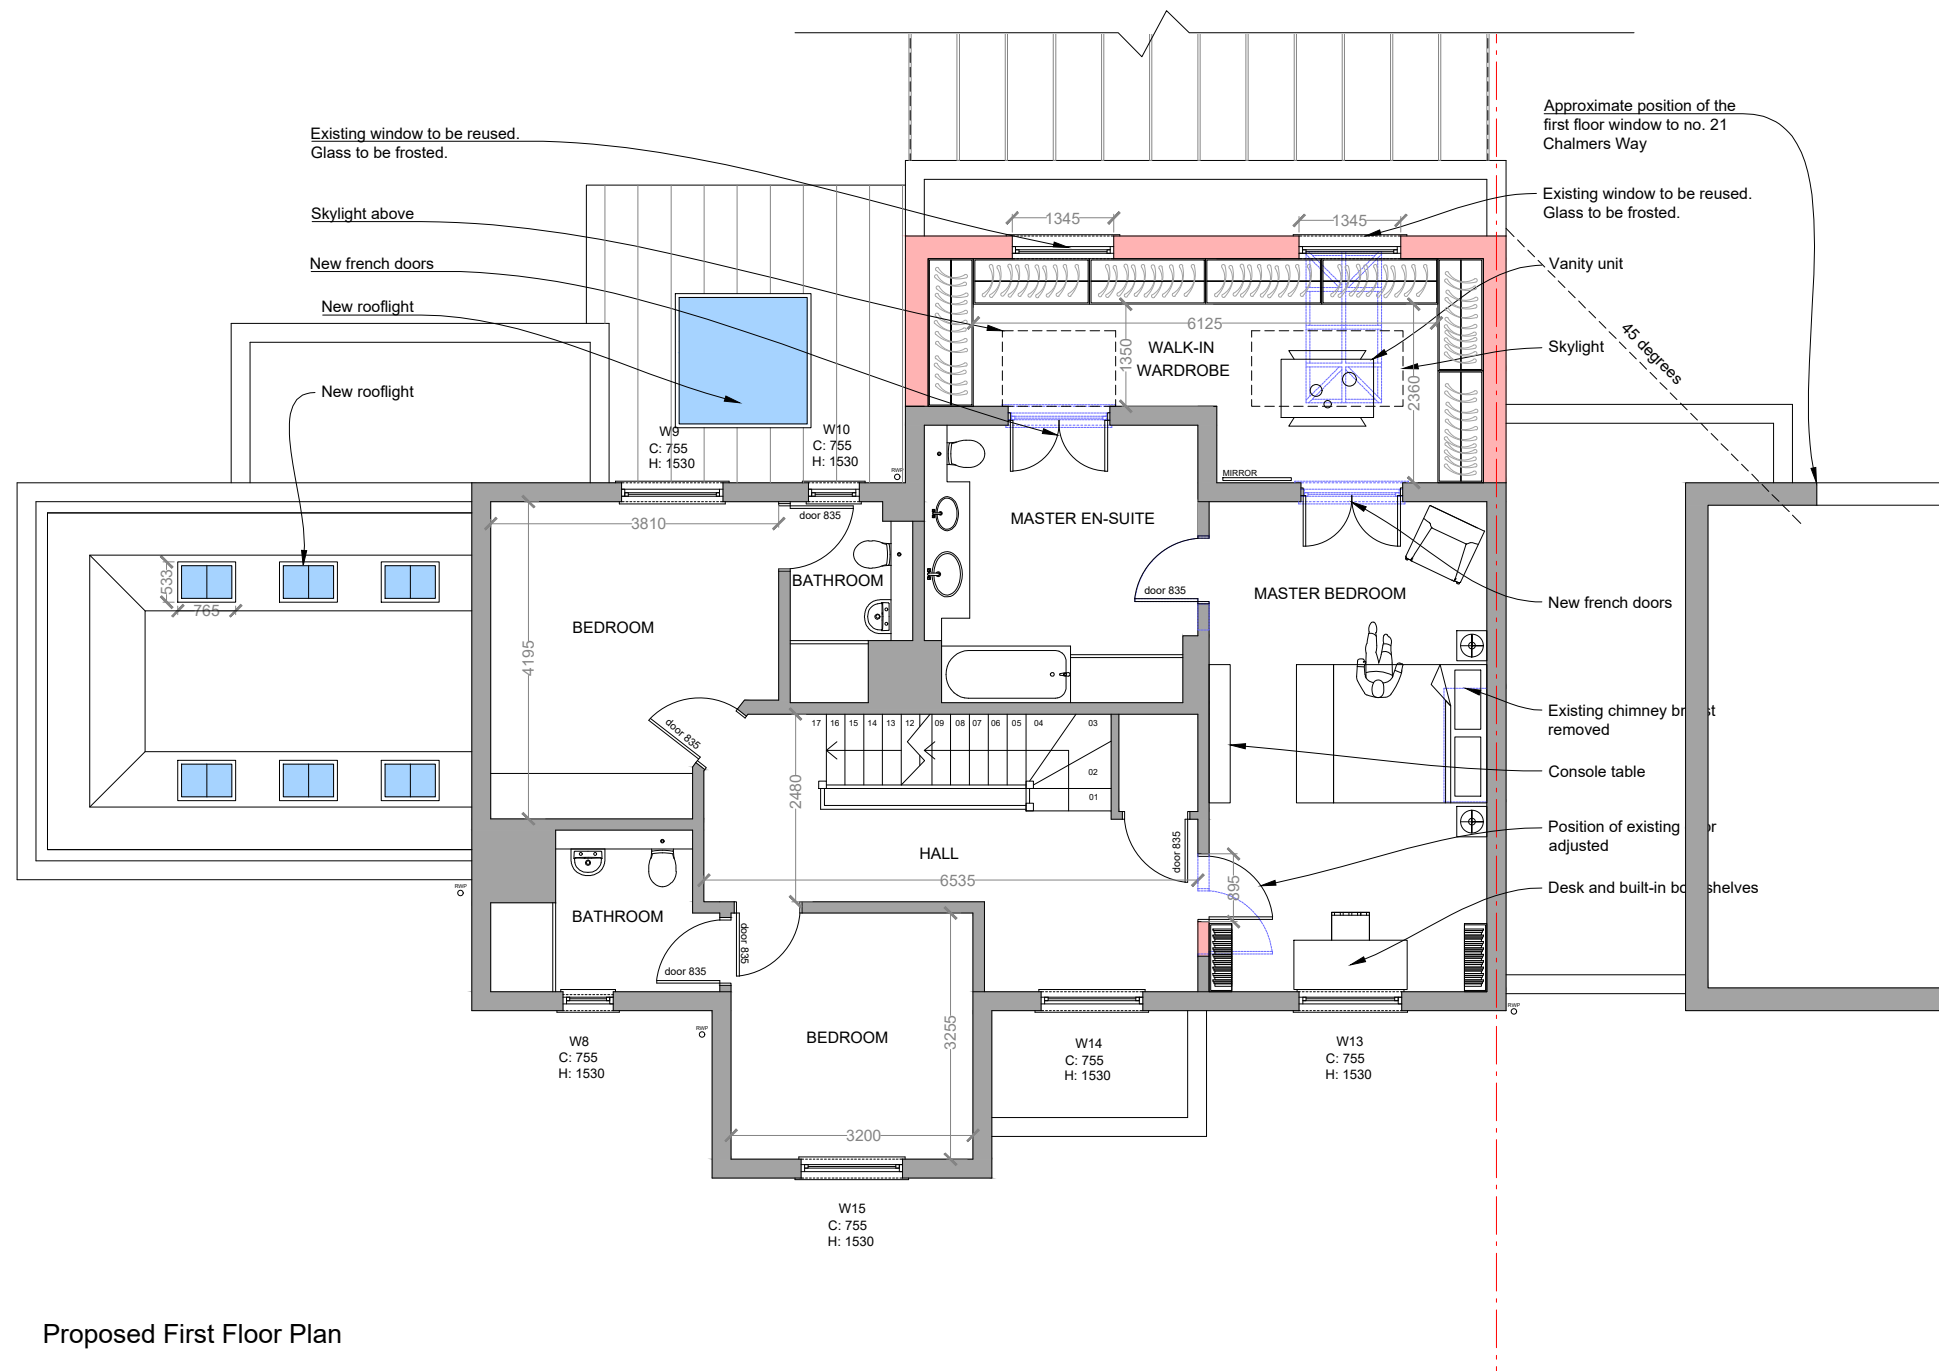 Existing window to be reused.
Glass to be frosted.
Skylight above
New french doors
New rooflight
New rooflight
Approximate position of the
first floor window to no. 21
Chalmers Way
Existing window to be reused.
Glass to be frosted.
Vanity unit
Skylight
45 degrees
1345
1345
6125
1350
2360
WALK-IN
WARDROBE
MIRROR
W9
C: 755
H: 1530
W10
C: 755
H: 1530
RWP
3810
door 835
BATHROOM
MASTER EN-SUITE
door 835
MASTER BEDROOM
New french doors
533
765
BEDROOM
4195
door 835
17
16
15
14
13
12
09
08
07
06
05
04
03
02
01
2480
HALL
6535
door 835
895
Existing chimney br st
removed
Console table
Position of existing or
adjusted
Desk and built-in bo shelves
RWP
BATHROOM
door 835
door 835
BEDROOM
3255
3200
RWP
RWP
W8
C: 755
H: 1530
W14
C: 755
H: 1530
W13
C: 755
H: 1530
W15
C: 755
H: 1530
Proposed First Floor Plan